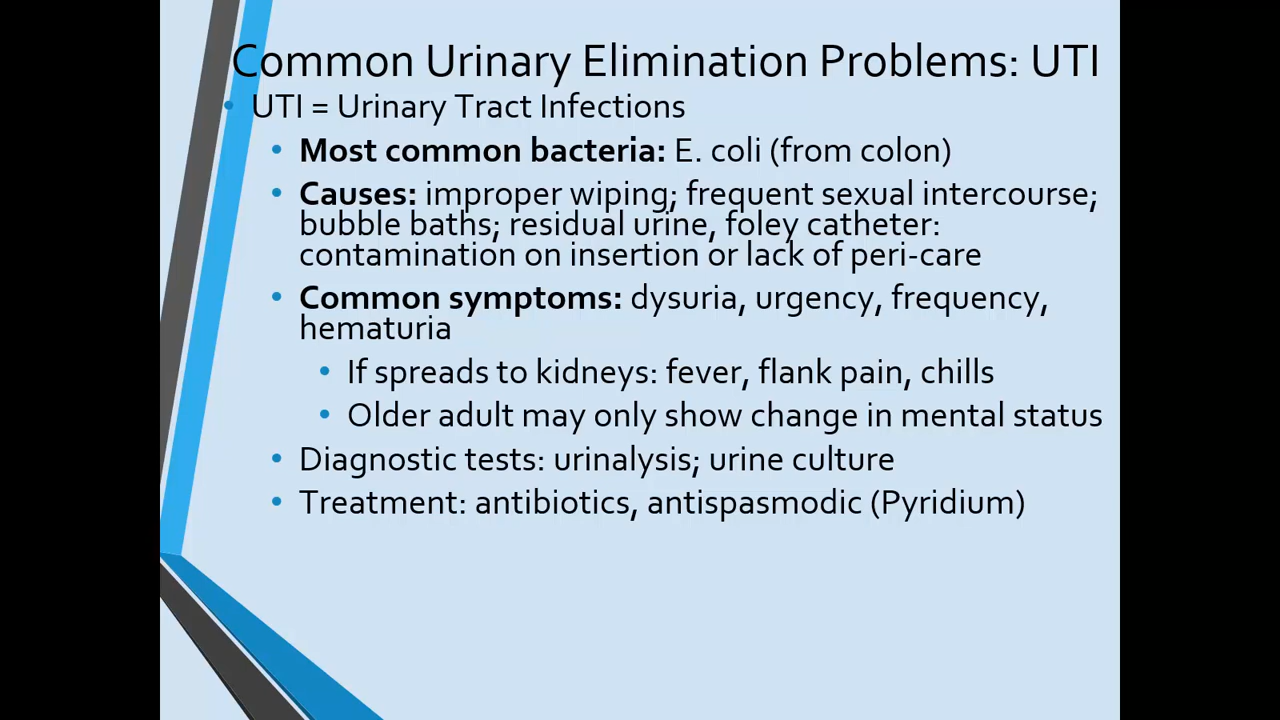 Common Urinary Elimination Problems: UTI
• UTI = Urinary Tract Infections
• Most common bacteria: E. coli (from colon)
• Causes: improper wiping; frequent sexual intercourse;
bubble baths; residual urine, foley catheter:
contamination on insertion or lack of peri-care
• Common symptoms: dysuria, urgency, frequency,
hematuria
• If spreads to kidneys: fever, flank pain, chills
• Older adult may only show change in mental status
• Diagnostic tests: urinalysis; urine culture
• Treatment: antibiotics, antispasmodic (Pyridium)